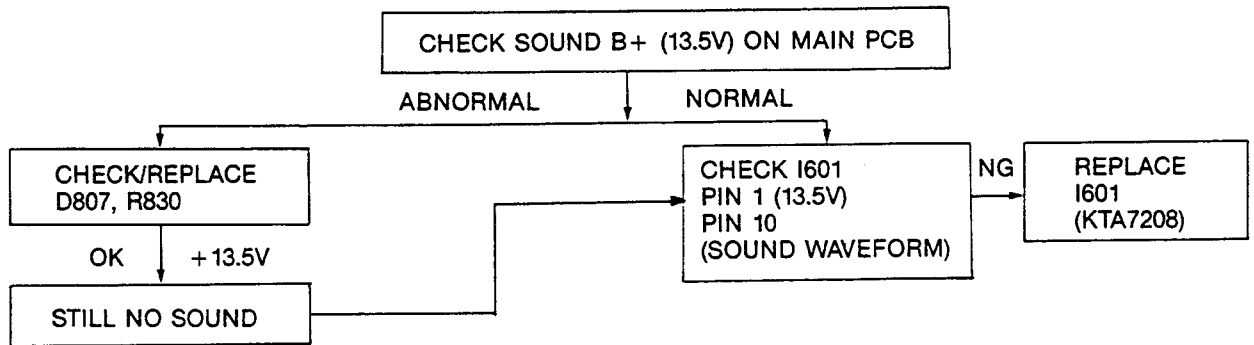 CHECK SOUND B+ (13.5V) ON MAIN PCB
ABNORMAL
NORMAL
CHECK/REPLACE
D807, R830
OK
+13.5V
STILL NO SOUND
CHECK I601
PIN 1 (13.5V)
PIN 10
(SOUND WAVEFORM)
NG
REPLACE
I601
(KTA7208)